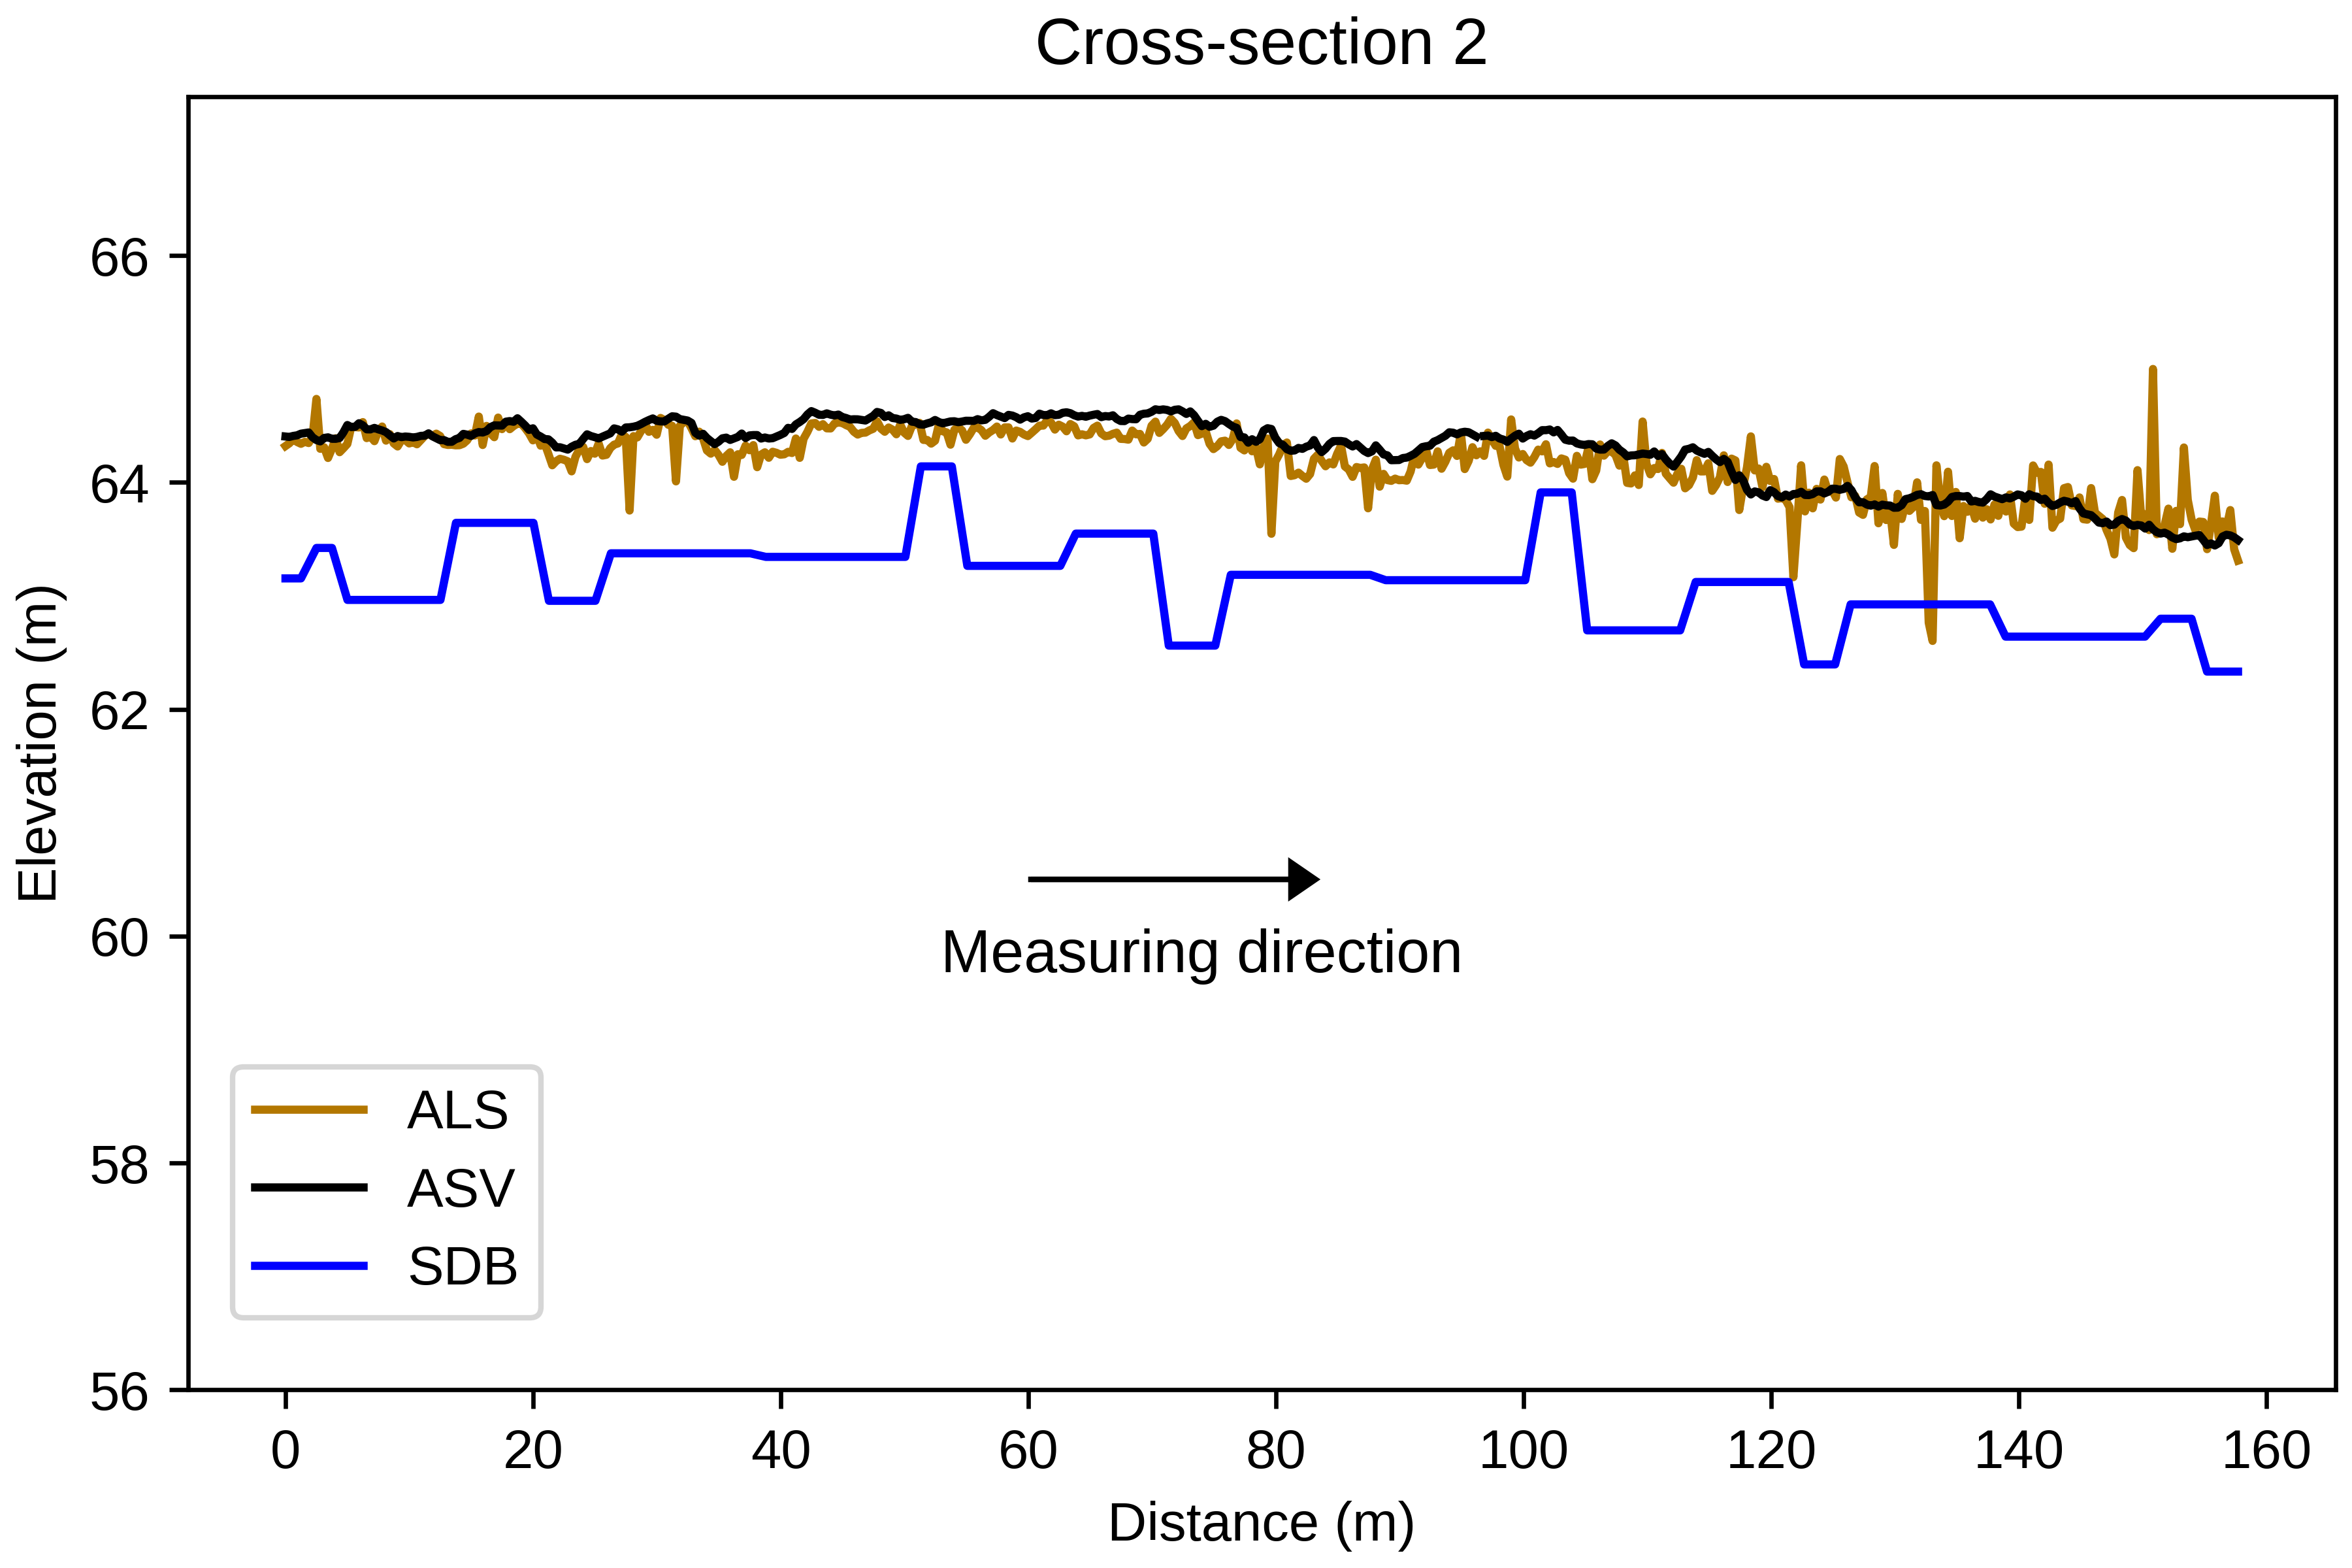 Cross-section 2
Elevation (m)
66
64
62
60
58
56
Measuring direction
ALS
ASV
SDB
0 20 40 60 80 100 120 140 160
Distance (m)